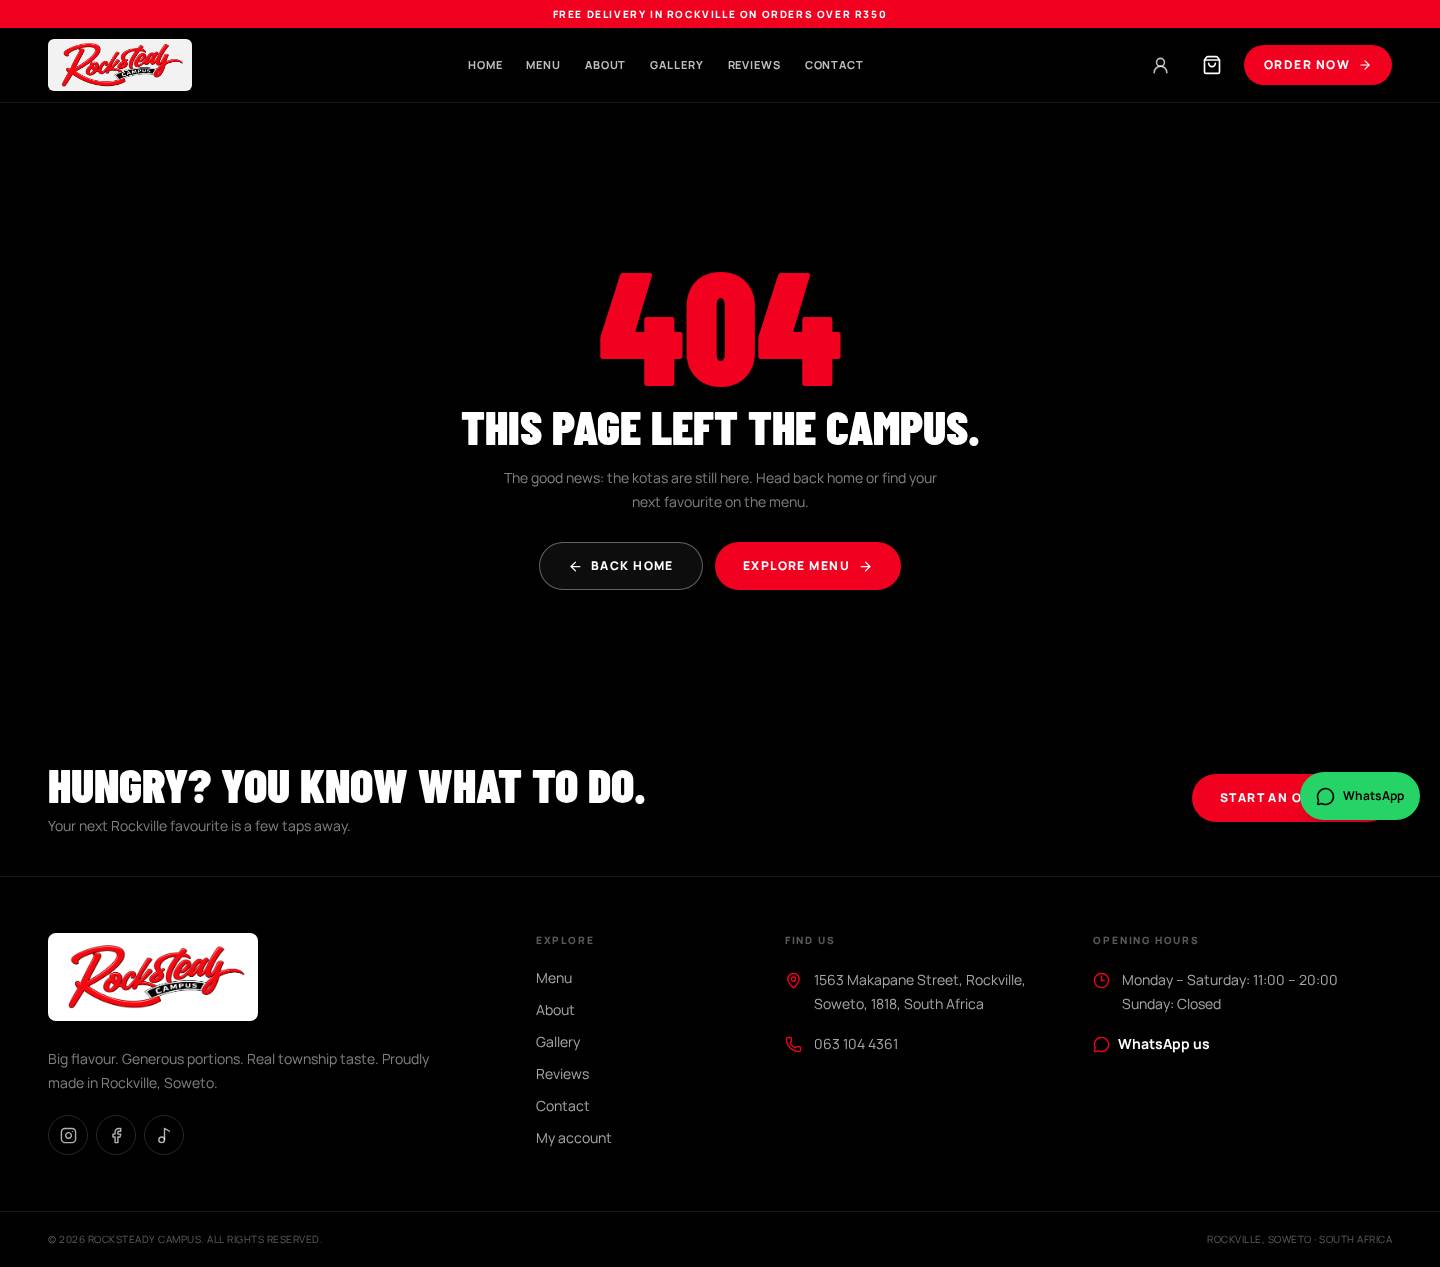 FREE DELIVERY IN ROCKVILLE ON ORDERS OVER R350
Rocksteady
CAMPUS
HOME MENU ABOUT GALLERY REVIEWS CONTACT
ORDER NOW
404
THIS PAGE LEFT THE CAMPUS.
The good news: the kotas are still here. Head back home or find your
next favourite on the menu.
BACK HOME EXPLORE MENU
HUNGRY? YOU KNOW WHAT TO DO.
Your next Rockville favourite is a few taps away.
START AN
WhatsApp
Rocksteady
CAMPUS
Big flavour. Generous portions. Real township taste. Proudly
made in Rockville, Soweto.
EXPLORE
Menu
About
Gallery
Reviews
Contact
My account
FIND US
1563 Makapane Street, Rockville,
Soweto, 1818, South Africa
063 104 4361
OPENING HOURS
Monday – Saturday: 11:00 – 20:00
Sunday: Closed
WhatsApp us
© 2026 ROCKSTEADY CAMPUS. ALL RIGHTS RESERVED.
ROCKVILLE, SOWETO · SOUTH AFRICA